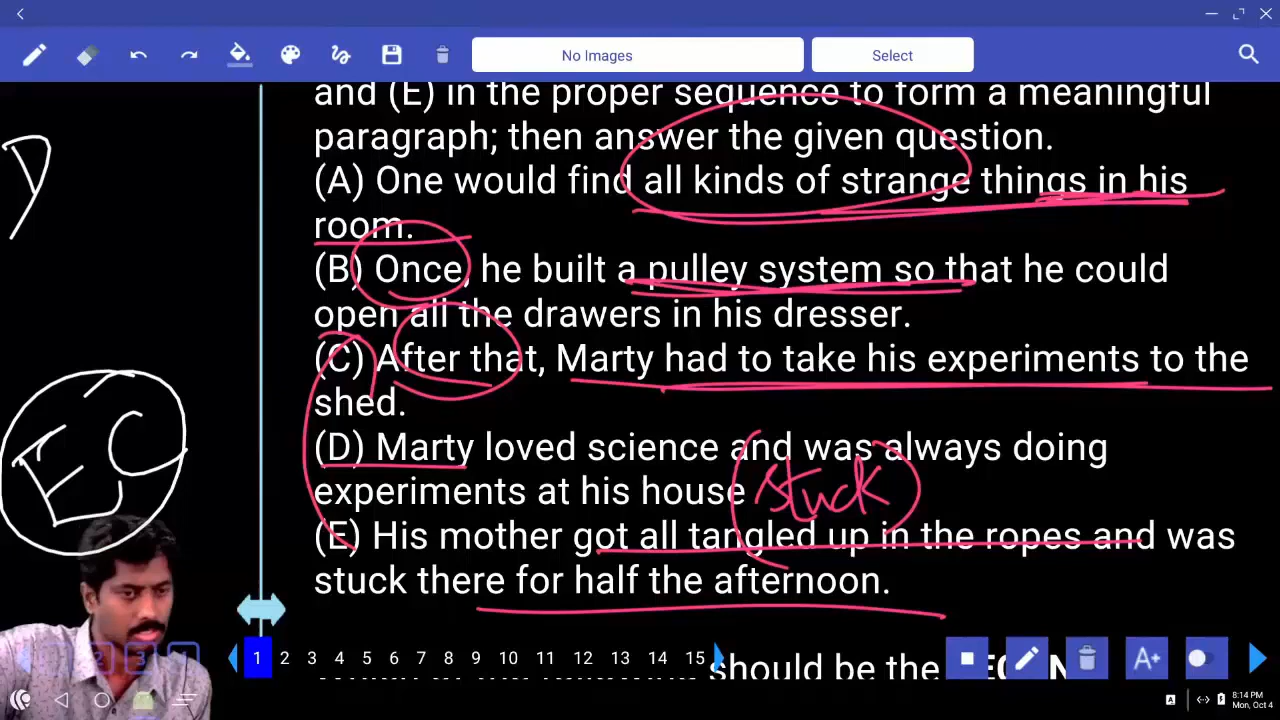 No Images
Select
and (E) in the proper sequence to form a meaningful
paragraph; then answer the given question.
(A) One would find all kinds of strange things in his
room.
(B) Once, he built a pulley system so that he could
open all the drawers in his dresser.
(C) After that, Marty had to take his experiments to the
shed.
(D) Marty loved science and was always doing
experiments at his house
stuck
(E) His mother got all tangled up in the ropes and was
stuck there for half the afternoon.
EC
1 2 3 4 5 6 7 8 9 10 11 12 13 14 15
should be the
A+
8:14 PM
Mon, Oct 4